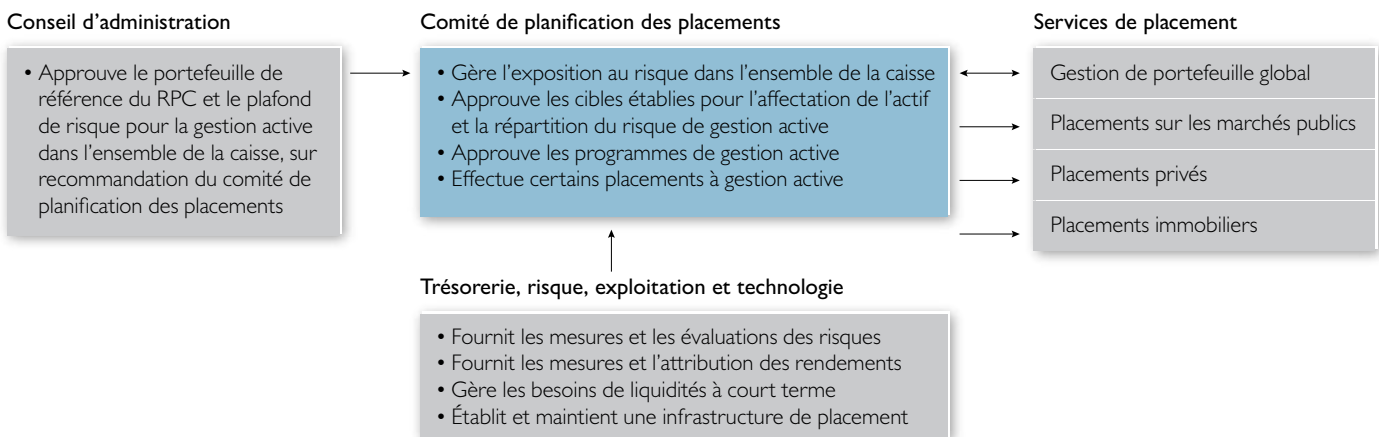 Conseil d'administration
• Approuve le portefeuille de
référence du RPC et le plafond
de risque pour la gestion active
dans l'ensemble de la caisse, sur
recommandation du comité de
planification des placements
Comité de planification des placements
• Gère l'exposition au risque dans l'ensemble de la caisse
• Approuve les cibles établies pour l'affectation de l'actif
et la répartition du risque de gestion active
• Approuve les programmes de gestion active
• Effectue certains placements à gestion active
Services de placement
Gestion de portefeuille global
Placements sur les marchés publics
Placements privés
Placements immobiliers
Trésorerie, risque, exploitation et technologie
• Fournit les mesures et les évaluations des risques
• Fournit les mesures et l'attribution des rendements
• Gère les besoins de liquidités à court terme
• Établit et maintient une infrastructure de placement